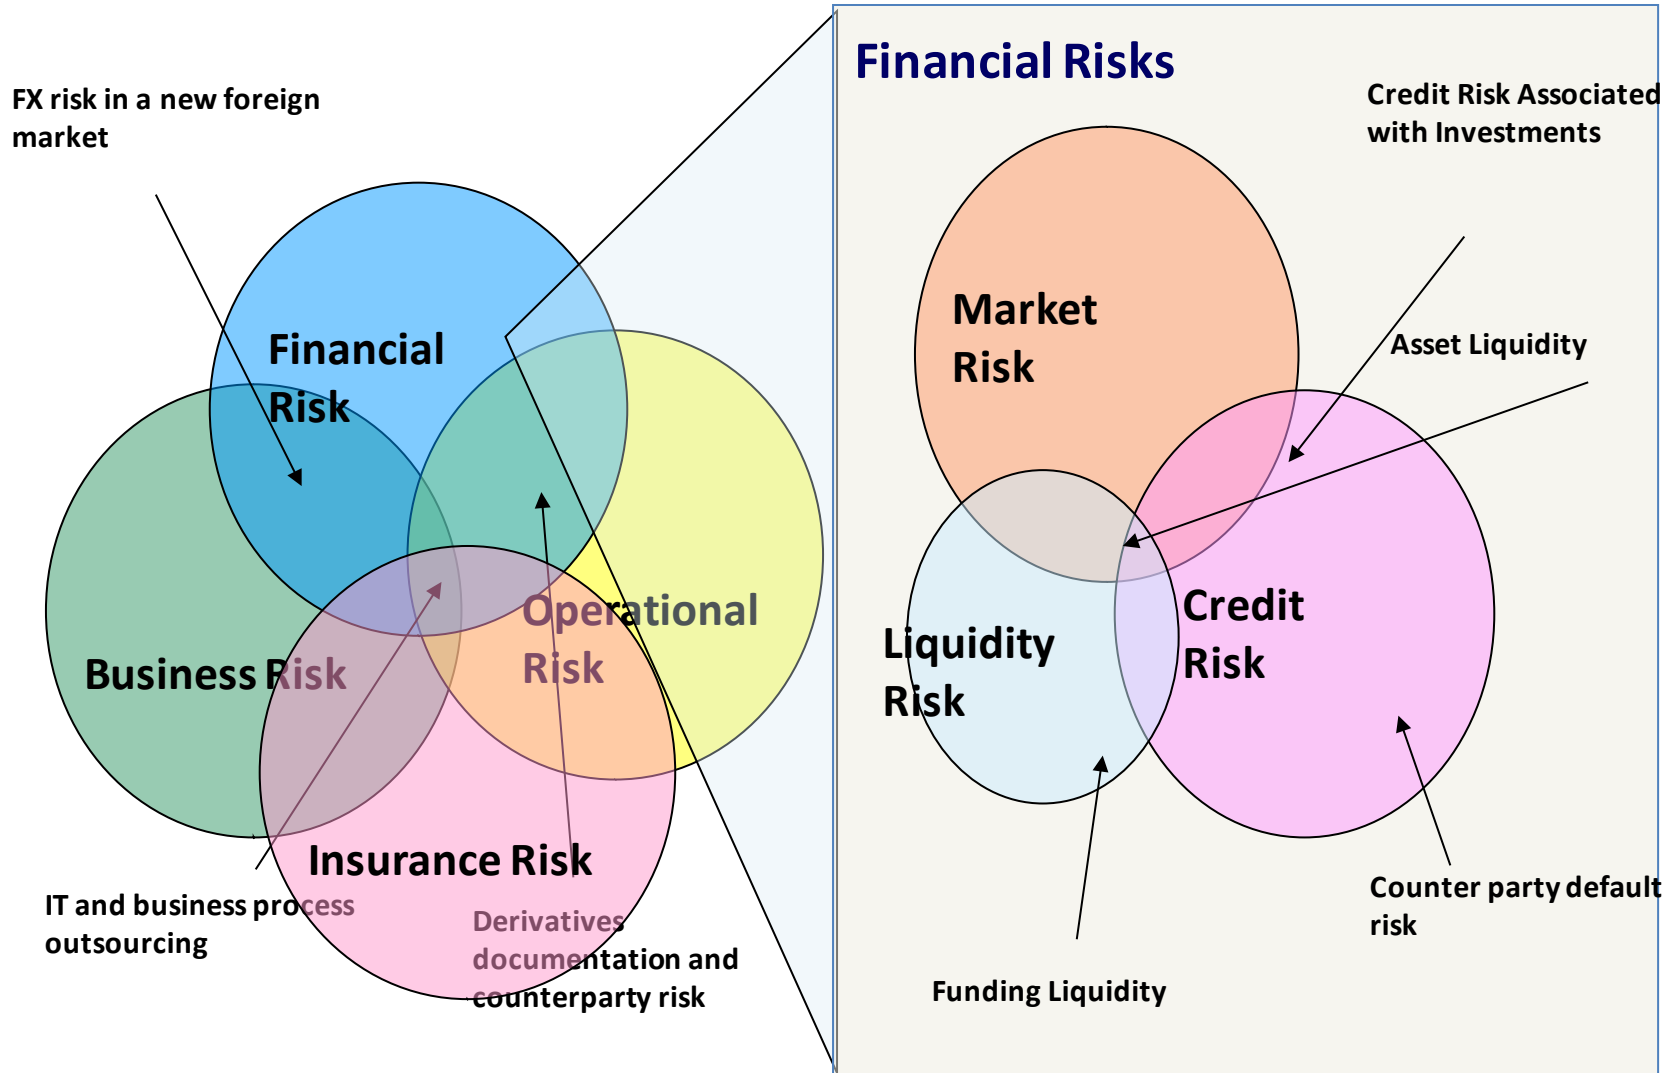 FX risk in a new foreign
market
Financial
Risk
Business Risk
Operational
Risk
Insurance Risk
IT and business process
outsourcing
Derivatives
documentation and
counterparty risk
Financial Risks
Credit Risk Associated
with Investments
Market
Risk
Asset Liquidity
Liquidity
Risk
Credit
Risk
Counter party default
risk
Funding Liquidity